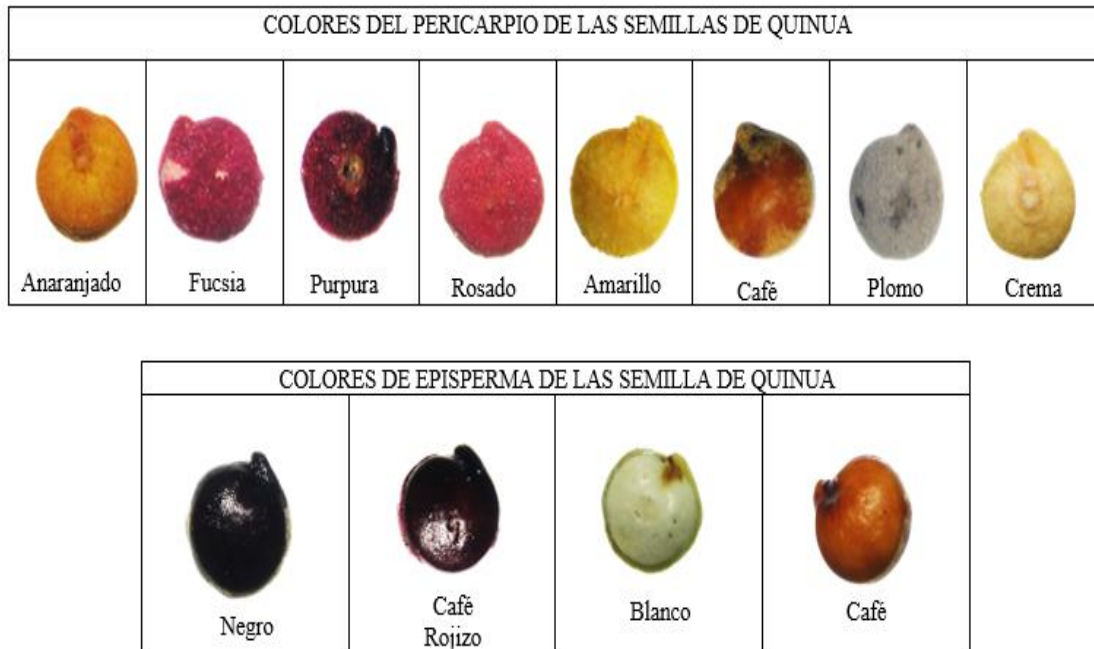 COLORES DEL PERICARPIO DE LAS SEMILLAS DE QUINUA
Anaranjado
Fucsia
Purpura
Rosado
Amarillo
Café
Plomo
Crema
COLORES DE EPISPERMA DE LAS SEMILLA DE QUINUA
Negro
Café
Rojizo
Blanco
Café